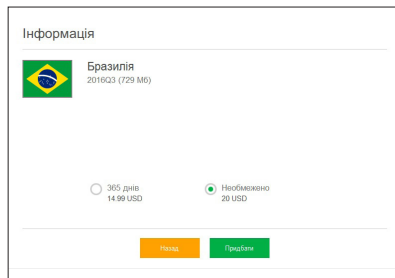 Інформація
Бразилія
2016Q3 (729 Мб)
365 днів
14.99 USD
Необмежено
20 USD
Назад
Придбати